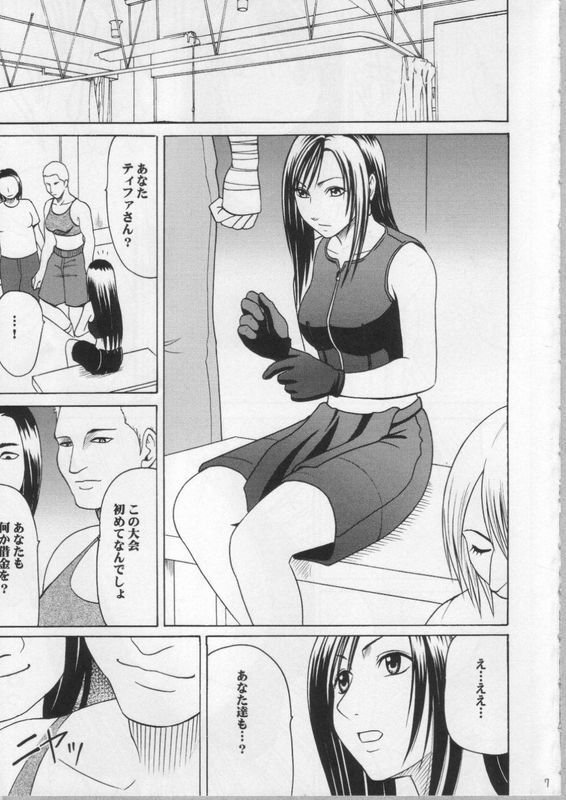 あなた
ティファさん？
…！
この大会
初めてなんでしょ
あなたも
何か借金を？
え…ええ…
あなた達も…？
ニヤッ
7